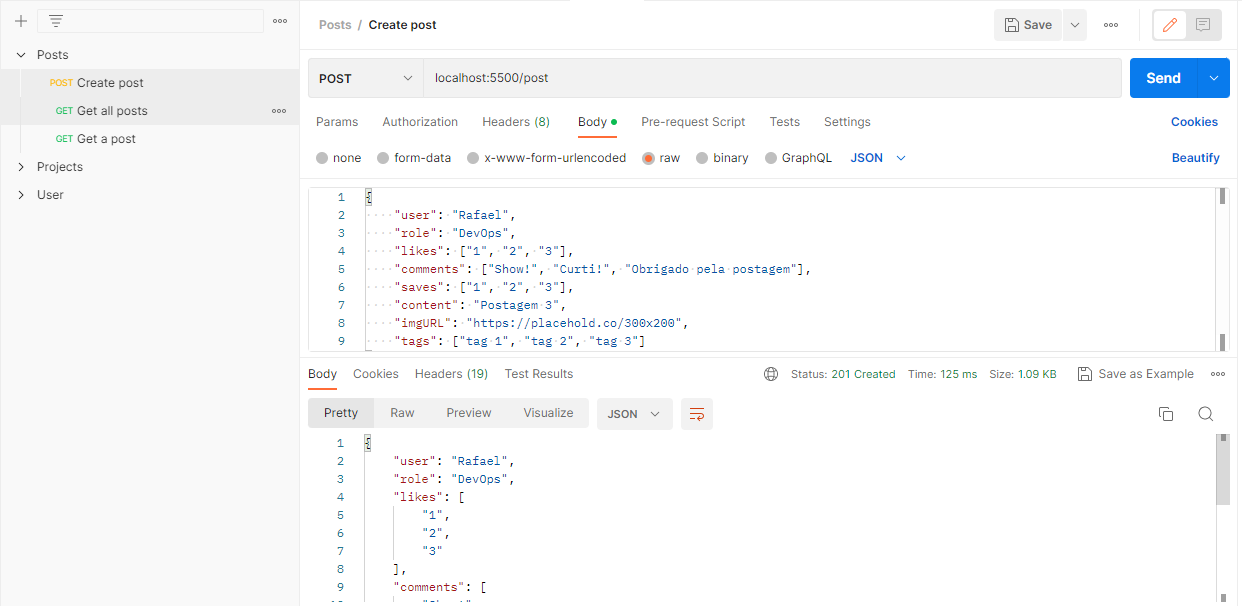 Posts
POST Create post
GET Get all posts
GET Get a post
Projects
User
Posts / Create post
Save
POST
localhost:5500/post
Send
Params Authorization Headers (8) Body Pre-request Script Tests Settings Cookies
none form-data x-www-form-urlencoded raw binary GraphQL JSON Beautify
1 {
2 "user": "Rafael",
3 "role": "DevOps",
4 "likes": ["1", "2", "3"],
5 "comments": ["Show!", "Curti!", "Obrigado pela postagem"],
6 "saves": ["1", "2", "3"],
7 "content": "Postagem 3",
8 "imgURL": "https://placehold.co/300x200",
9 "tags": ["tag 1", "tag 2", "tag 3"]
Body Cookies Headers (19) Test Results Status: 201 Created Time: 125 ms Size: 1.09 KB Save as Example
Pretty Raw Preview Visualize JSON
1 {
2 "user": "Rafael",
3 "role": "DevOps",
4 "likes": [
5 "1",
6 "2",
7 "3"
8 ],
9 "comments": [